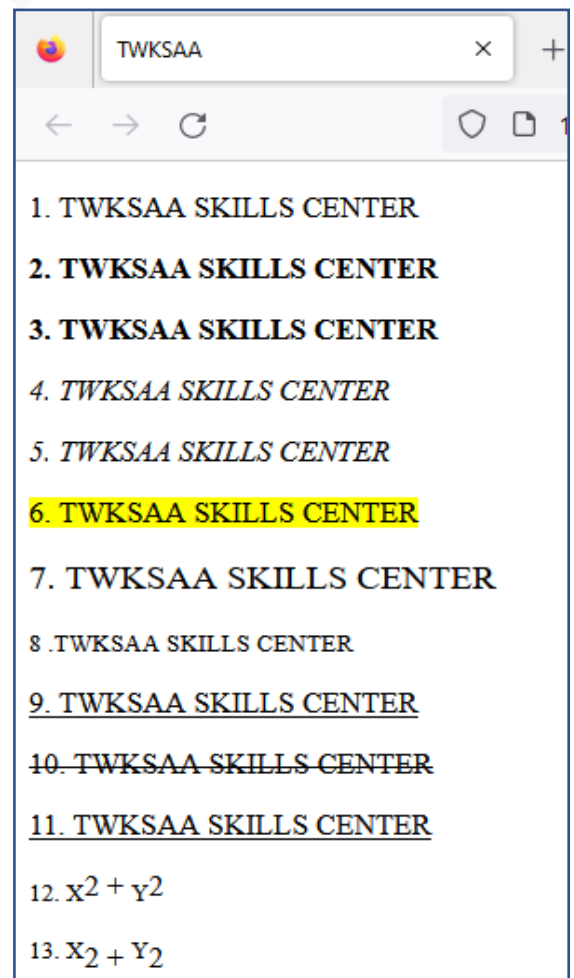 TWKSAA
1. TWKSAA SKILLS CENTER
2. TWKSAA SKILLS CENTER
3. TWKSAA SKILLS CENTER
4. TWKSAA SKILLS CENTER
5. TWKSAA SKILLS CENTER
6. TWKSAA SKILLS CENTER
7. TWKSAA SKILLS CENTER
8 .TWKSAA SKILLS CENTER
9. TWKSAA SKILLS CENTER
10. TWKSAA SKILLS CENTER
11. TWKSAA SKILLS CENTER
12. X2 + Y2
13. X2 + Y2